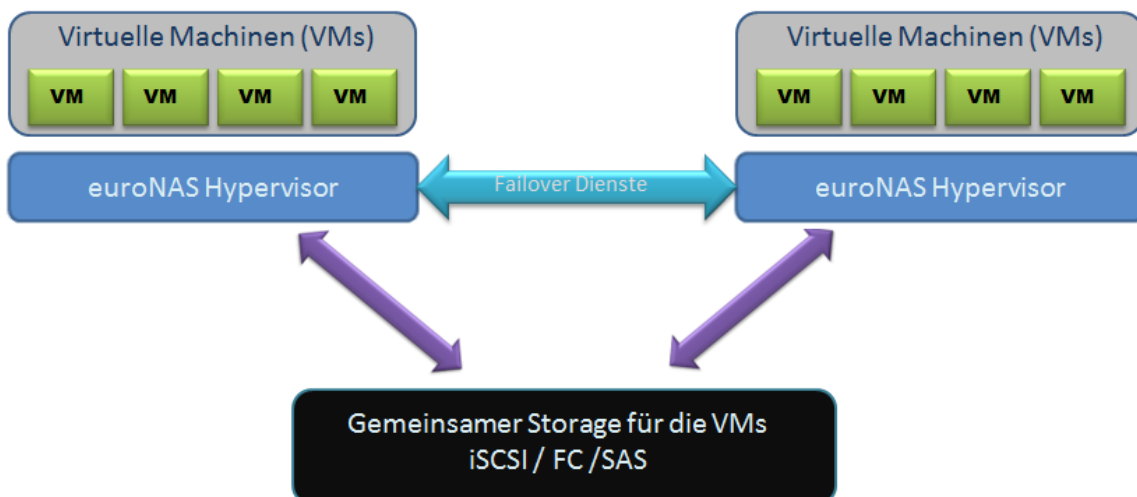 Virtuelle Machinen (VMs)
VM VM VM VM
euroNAS Hypervisor
Failover Dienste
Virtuelle Machinen (VMs)
VM VM VM VM
euroNAS Hypervisor
Gemeinsamer Storage für die VMs
iSCSI / FC /SAS